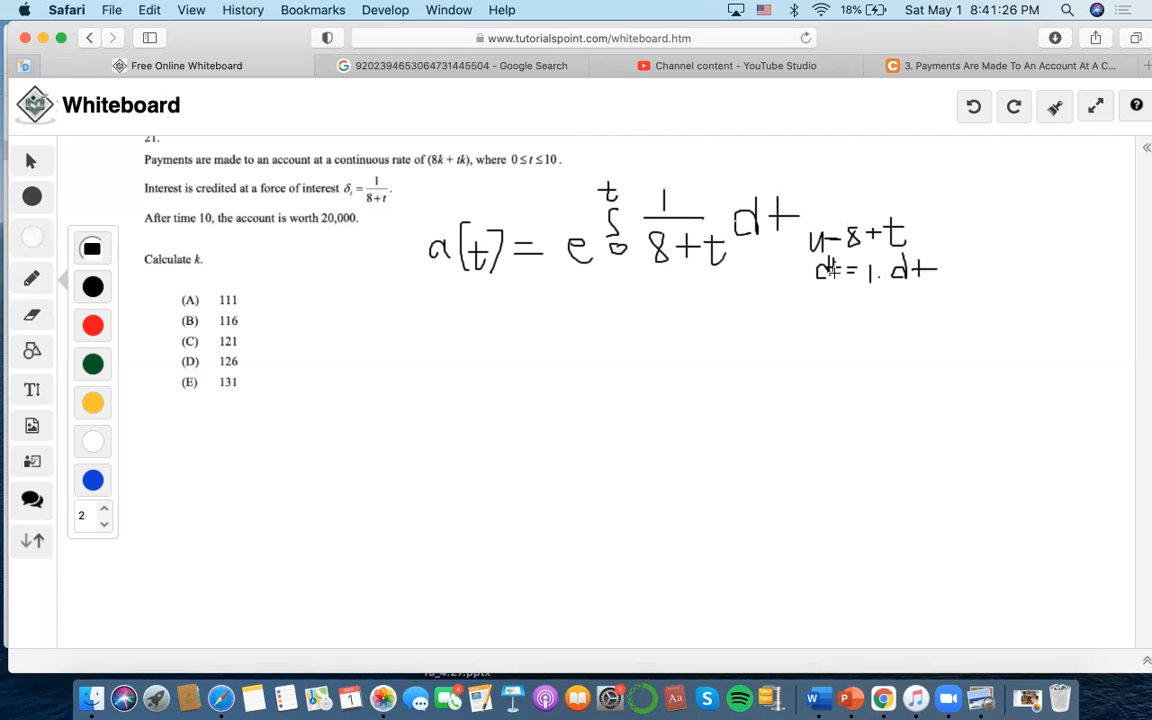 Safari File Edit View History Bookmarks Develop Window Help 18% Sat May 1 8:41:26 PM
www.tutorialspoint.com/whiteboard.htm
Free Online Whiteboard 920239465306473144​5504 - Google Search Channel content - YouTube Studio 3. Payments Are Made To An Account At A C...
Whiteboard
21.
Payments are made to an account at a continuous rate of (8k + tk), where 0 ≤ t ≤ 10.
Interest is credited at a force of interest δt = 1/(8+t).
After time 10, the account is worth 20,000.
Calculate k.
(A) 111
(B) 116
(C) 121
(D) 126
(E) 131
a(t) = e ∫ 0 t 1/(8+t) dt
u = 8+t
= 1. dt
2